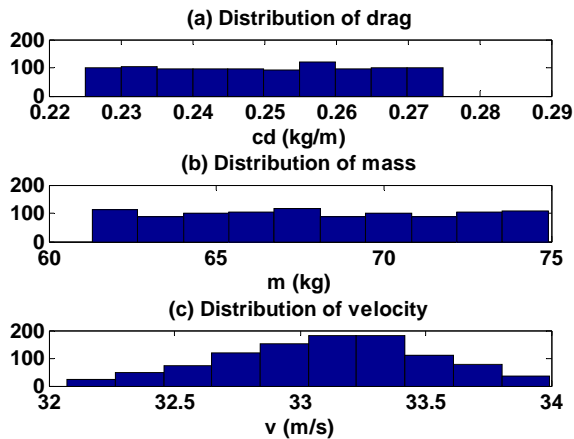 (a) Distribution of drag
200
100
0
0.22 0.23 0.24 0.25 0.26 0.27 0.28 0.29
cd (kg/m)
(b) Distribution of mass
200
100
0
60 65 70 75
m (kg)
(c) Distribution of velocity
200
100
0
32 32.5 33 33.5 34
v (m/s)